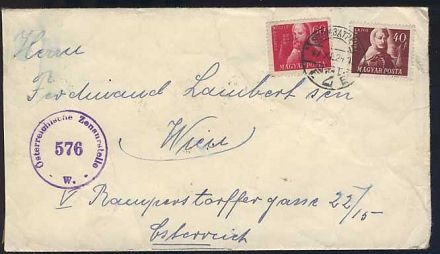 MAGYAR POSTA
40
MAGYAR POSTA
Herrn
Ferdinand Lambert sen
Wien
V Ramperstorffergasse 22/15
Österreich
Österreichische Zensurstelle
576
W.